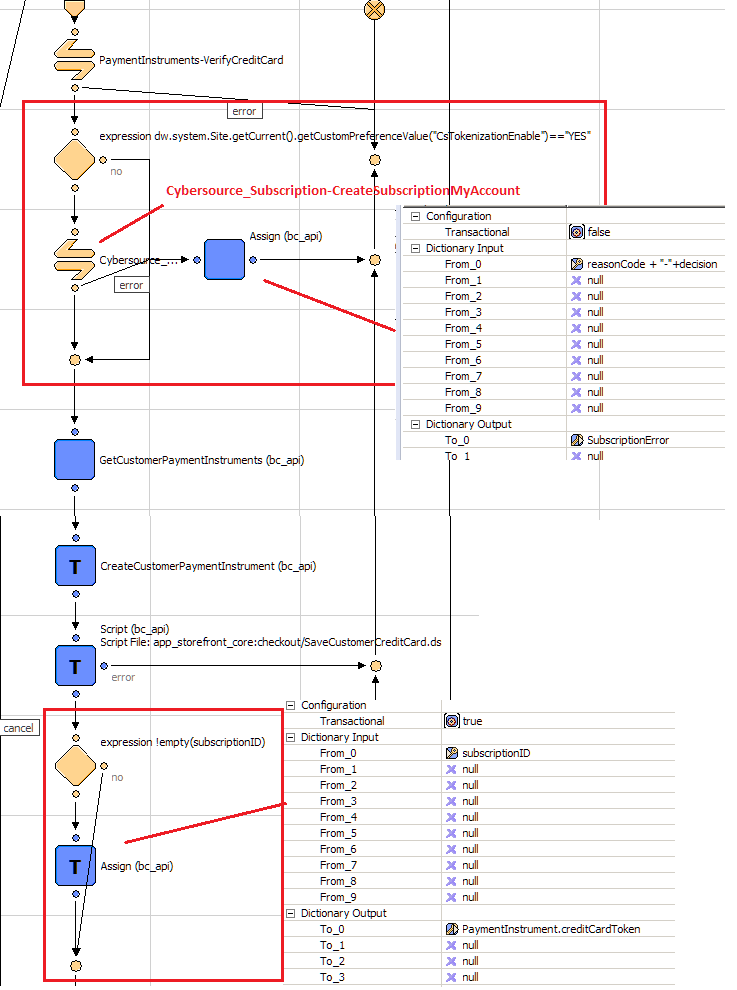 PaymentInstruments-VerifyCreditCard
error
expression dw.system.Site.getCurrent().getCustomPreferenceValue("CsTokenizationEnable")=="YES"
no
Cybersource_Subscription-CreateSubscriptionMyAccount
Assign (bc_api)
Cybersource_...
error
Configuration
Transactional false
Dictionary Input
From_0 reasonCode + "-"+decision
From_1 null
From_2 null
From_3 null
From_4 null
From_5 null
From_6 null
From_7 null
From_8 null
From_9 null
Dictionary Output
To_0 SubscriptionError
To_1 null
GetCustomerPaymentInstruments (bc_api)
T
CreateCustomerPaymentInstrument (bc_api)
Script (bc_api)
Script File: app_storefront_core:checkout/SaveCustomerCreditCard.ds
T
error
cancel
expression !empty(subscriptionID)
no
T
Assign (bc_api)
Configuration
Transactional true
Dictionary Input
From_0 subscriptionID
From_1 null
From_2 null
From_3 null
From_4 null
From_5 null
From_6 null
From_7 null
From_8 null
From_9 null
Dictionary Output
To_0 PaymentInstrument.creditCardToken
To_1 null
To_2 null
To_3 null